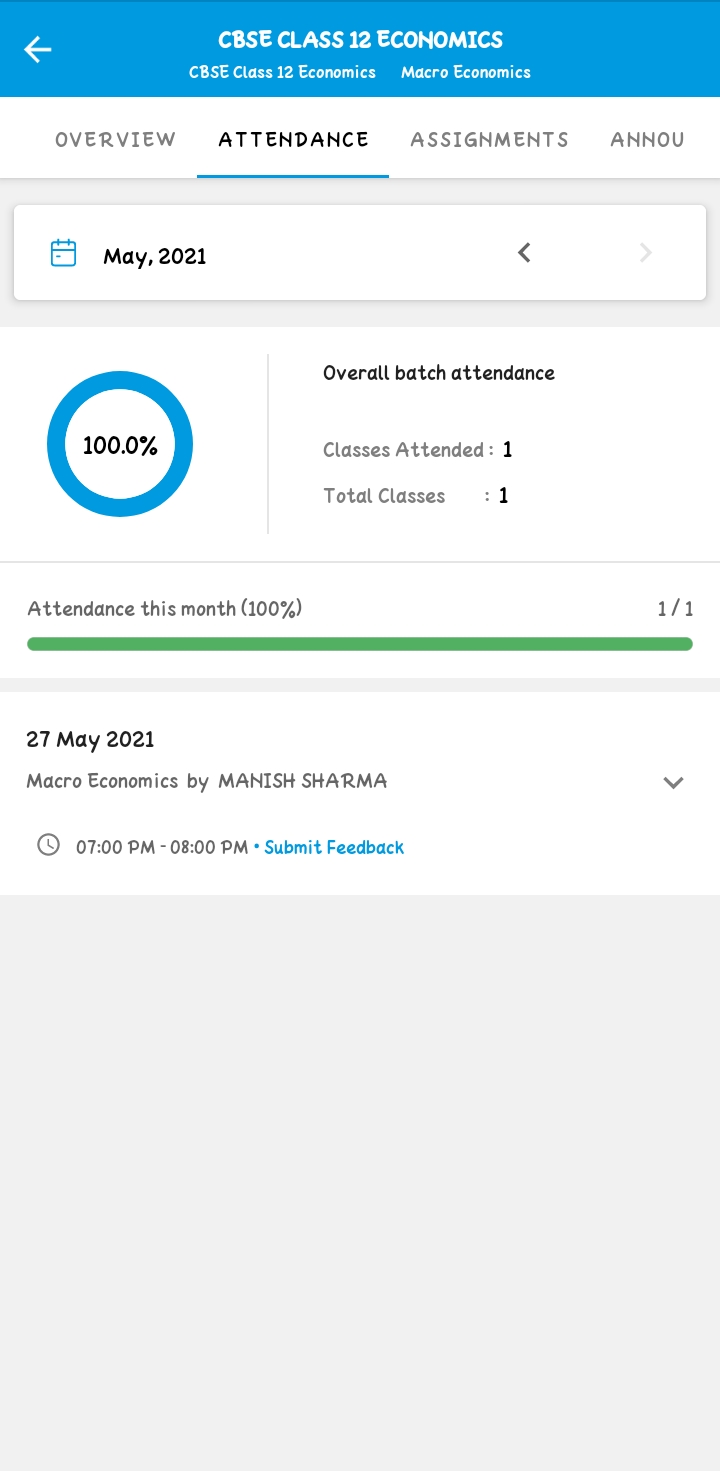 CBSE CLASS 12 ECONOMICS
CBSE Class 12 Economics Macro Economics
OVERVIEW ATTENDANCE ASSIGNMENTS ANNOU
May, 2021
100.0%
Overall batch attendance
Classes Attended : 1
Total Classes : 1
Attendance this month (100%) 1 / 1
27 May 2021
Macro Economics by MANISH SHARMA
07:00 PM - 08:00 PM • Submit Feedback